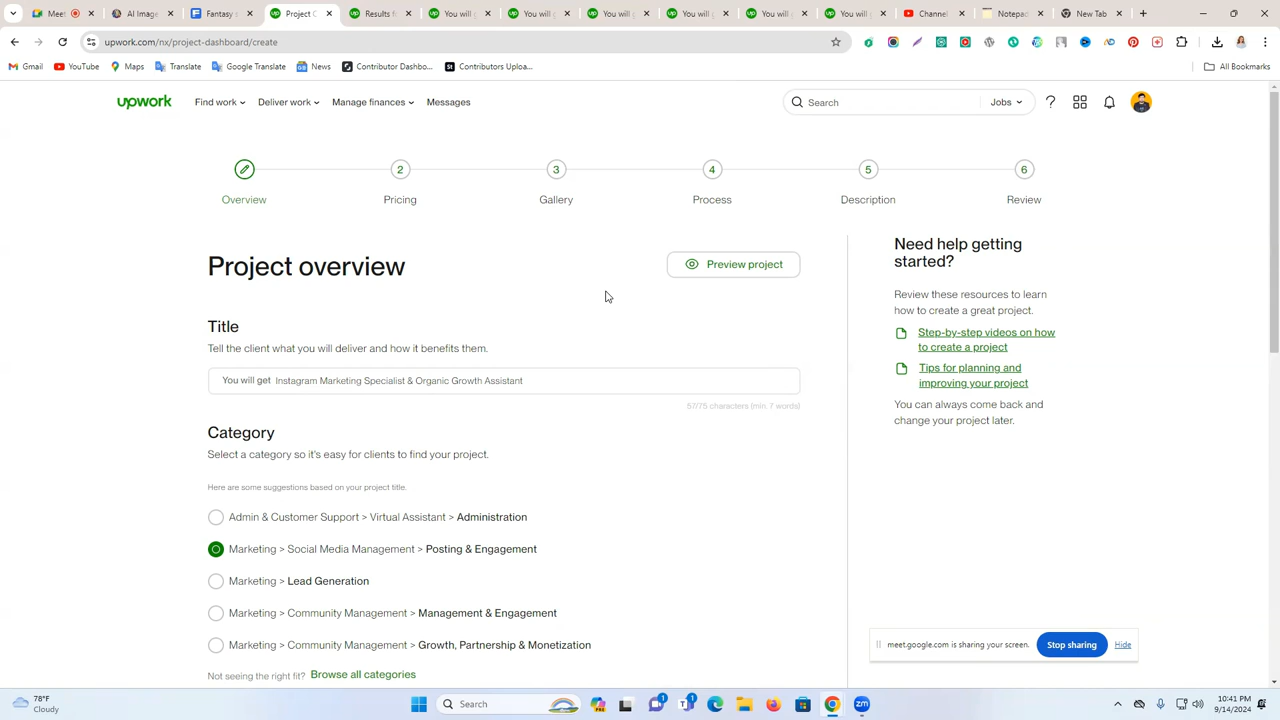 Meet
Image
Fantasy
Project C
Results f
You will
You will
You will
You will
You will
You will
Channel
Notepad
New Tab
upwork.com/nx/project-dashboard/create
Gmail
YouTube
Maps
Translate
Google Translate
News
Contributor Dashbo...
Contributors Uploa...
All Bookmarks
upwork
Find work
Deliver work
Manage finances
Messages
Search
Jobs
2
3
4
5
6
Overview
Pricing
Gallery
Process
Description
Review
Project overview
Preview project
Need help getting
started?
Review these resources to learn
how to create a great project.
Step-by-step videos on how
to create a project
Tips for planning and
improving your project
You can always come back and
change your project later.
Title
Tell the client what you will deliver and how it benefits them.
You will get Instagram Marketing Specialist & Organic Growth Assistant
57/75 characters (min. 7 words)
Category
Select a category so it's easy for clients to find your project.
Here are some suggestions based on your project title.
Admin & Customer Support > Virtual Assistant > Administration
Marketing > Social Media Management > Posting & Engagement
Marketing > Lead Generation
Marketing > Community Management > Management & Engagement
Marketing > Community Management > Growth, Partnership & Monetization
Not seeing the right fit? Browse all categories
meet.google.com is sharing your screen.
Stop sharing
Hide
78°F
Cloudy
Search
10:41 PM
9/14/2024